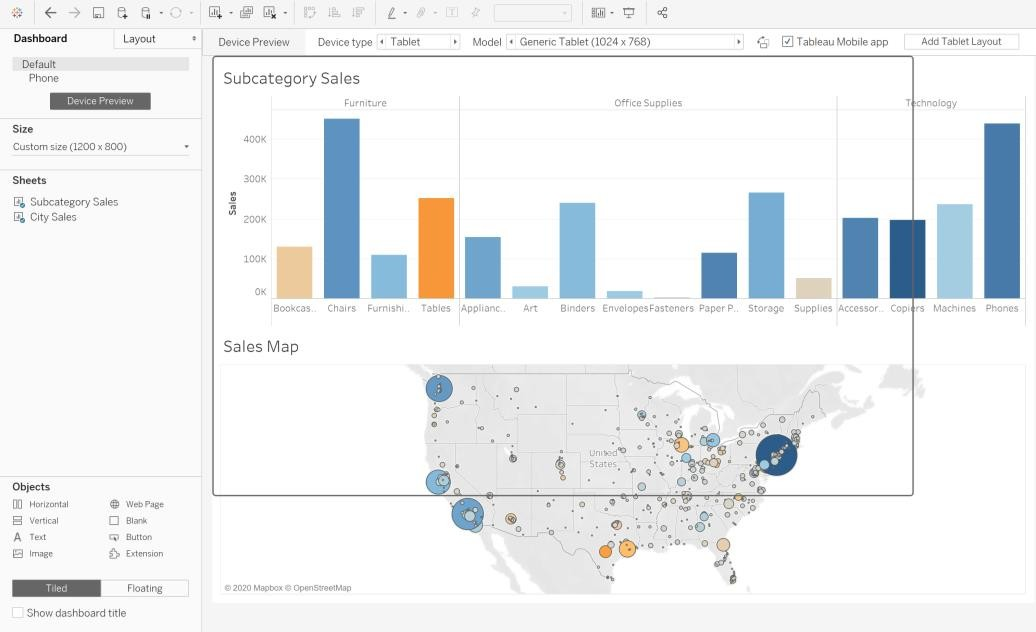 Dashboard
Layout
Device Preview
Device type
Tablet
Model
Generic Tablet (1024 x 768)
Tableau Mobile app
Add Tablet Layout
Default
Phone
Device Preview
Size
Custom size (1200 x 800)
Sheets
Subcategory Sales
City Sales
Objects
Horizontal
Web Page
Vertical
Blank
Text
Button
Image
Extension
Tiled
Floating
Show dashboard title
Subcategory Sales
Furniture
Office Supplies
Technology
Sales
400K
300K
200K
100K
0K
Bookcas..
Chairs
Furnishi..
Tables
Applianc..
Art
Binders
Envelopes
Fasteners
Paper P..
Storage
Supplies
Accessor..
Copiers
Machines
Phones
Sales Map
United
States
© 2020 Mapbox © OpenStreetMap